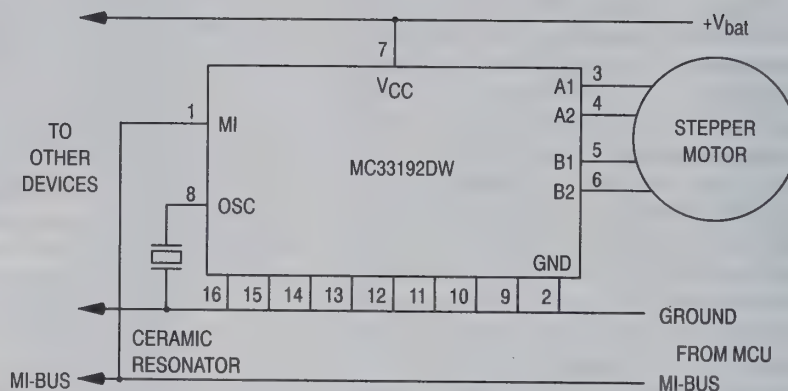 +Vbat
7
VCC
A1
3
A2
4
1
MI
TO
OTHER
DEVICES
MC33192DW
B1
5
B2
6
STEPPER
MOTOR
8
OSC
GND
16
15
14
13
12
11
10
9
2
GROUND
CERAMIC
RESONATOR
FROM MCU
MI-BUS
MI-BUS